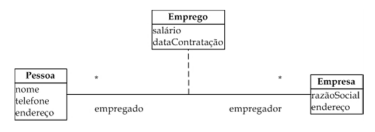 Emprego
salário
dataContratação
Pessoa
nome
telefone
endereço
*
empregado
*
empregador
Empresa
razãoSocial
endereço